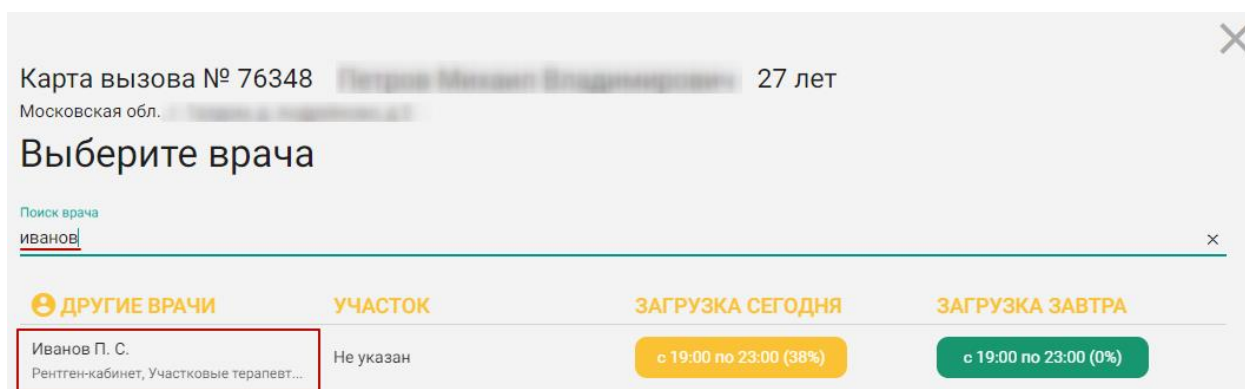 Карта вызова № 76348 27 лет
Московская обл.
Выберите врача
Поиск врача
иванов
ДРУГИЕ ВРАЧИ УЧАСТОК ЗАГРУЗКА СЕГОДНЯ ЗАГРУЗКА ЗАВТРА
Иванов П. С. Не указан с 19:00 по 23:00 (38%) с 19:00 по 23:00 (0%)
Рентген-кабинет, Участковые терапевт...